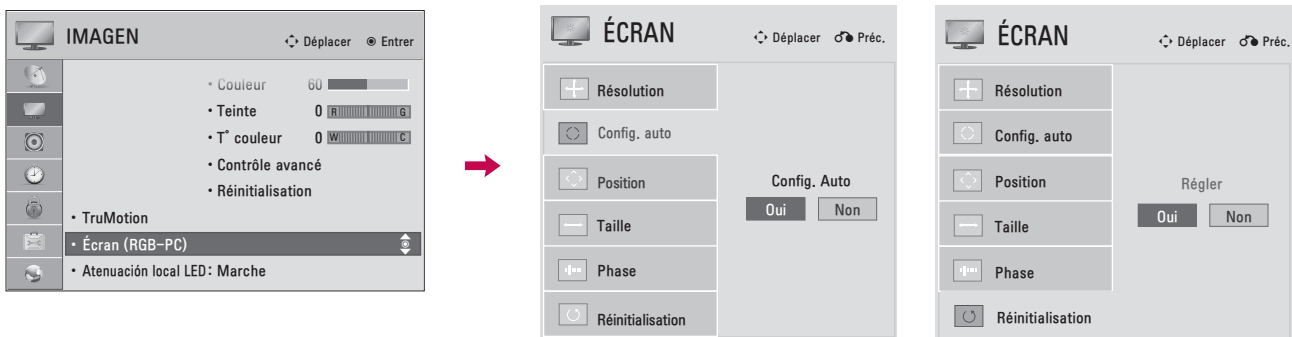 IMAGEN
Déplacer Entrer
• Couleur 60
• Teinte 0 R G
• T° couleur 0 W C
• Contrôle avancé
• Réinitialisation
• TruMotion
• Écran (RGB-PC)
• Atenuación local LED: Marche
ÉCRAN
Déplacer Préc.
Résolution
Config. auto
Position
Taille
Phase
Réinitialisation
Config. Auto
Oui Non
ÉCRAN
Déplacer Préc.
Résolution
Config. auto
Position
Taille
Phase
Réinitialisation
Régler
Oui Non